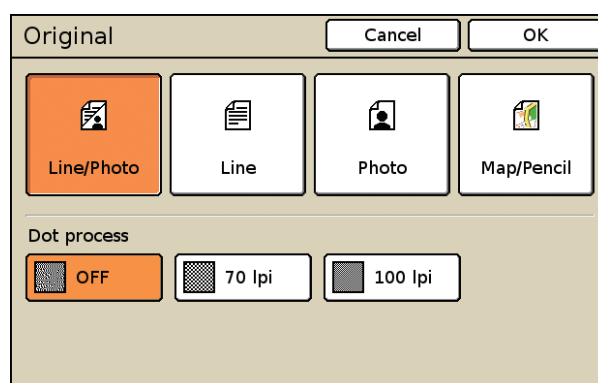 Original Cancel OK
Line/Photo Line Photo Map/Pencil
Dot process
OFF 70 lpi 100 lpi